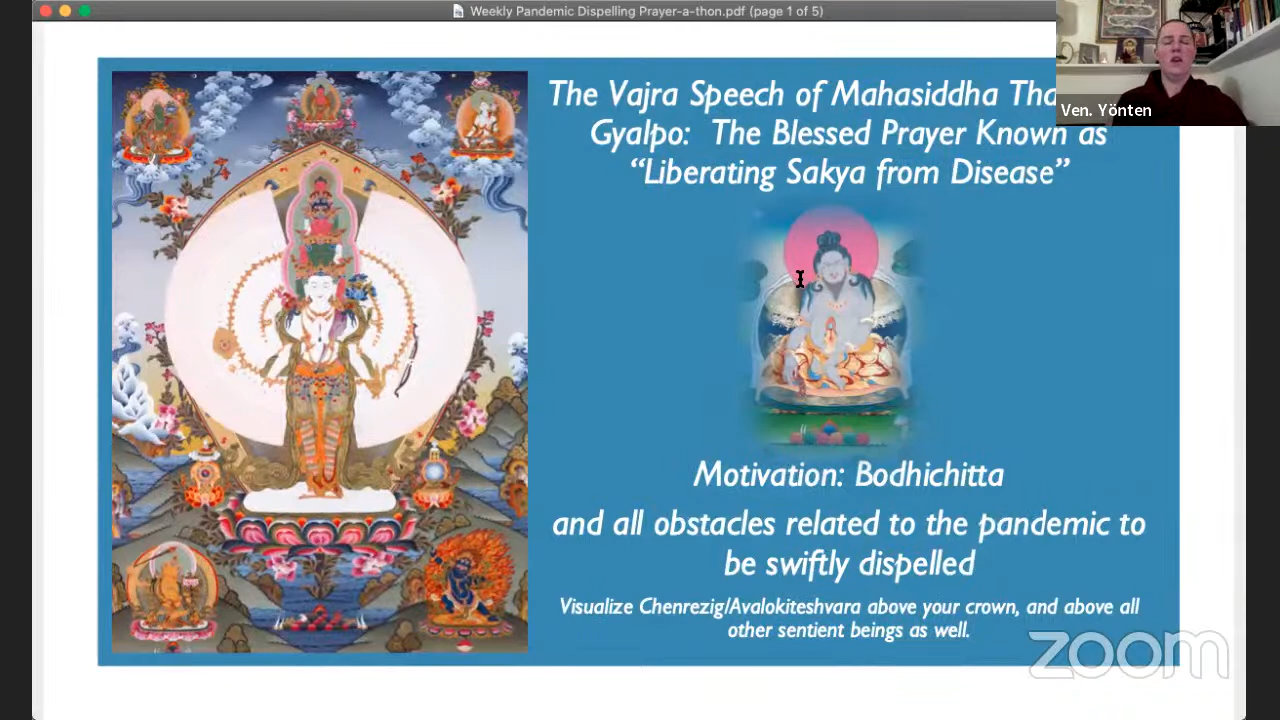 Weekly Pandemic Dispelling Prayer-a-thon.pdf (page 1 of 5)
The Vajra Speech of Mahasiddha
Gyalpo: The Blessed Prayer Known as
“Liberating Sakya from Disease”
Ven. Yönten
Motivation: Bodhichitta
and all obstacles related to the pandemic to
be swiftly dispelled
Visualize Chenrezig/Avalokiteshvara above your crown, and above all
other sentient beings as well.
zoom